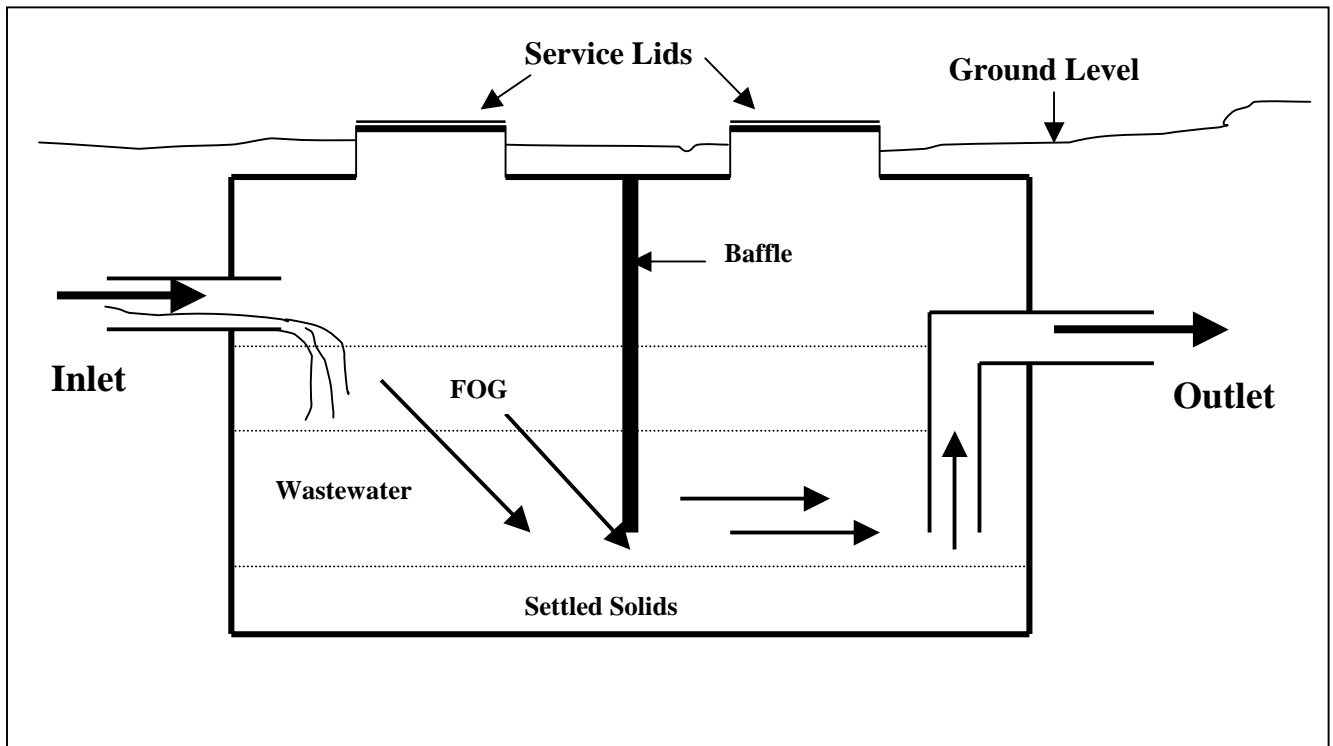 Service Lids
Ground Level
Baffle
Inlet
FOG
Outlet
Wastewater
Settled Solids